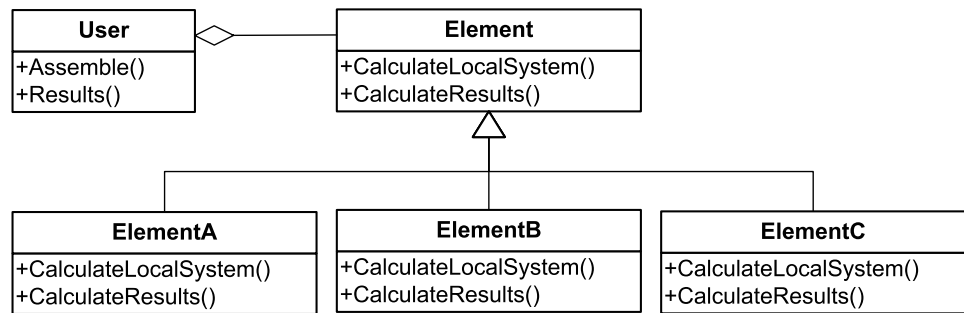 User
+Assemble()
+Results()
Element
+CalculateLocalSystem()
+CalculateResults()
ElementA
+CalculateLocalSystem()
+CalculateResults()
ElementB
+CalculateLocalSystem()
+CalculateResults()
ElementC
+CalculateLocalSystem()
+CalculateResults()